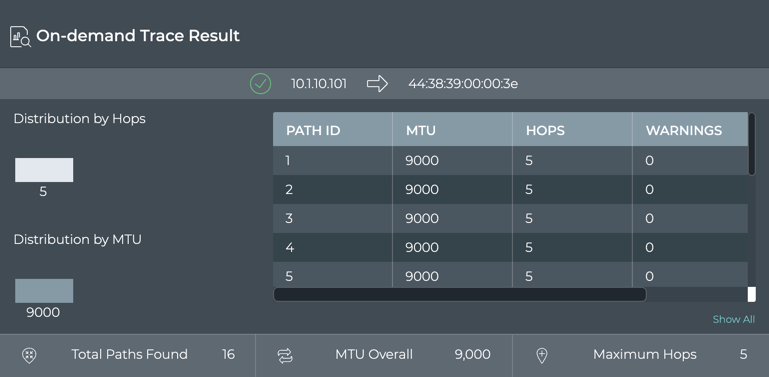 On-demand Trace Result
10.1.10.101 44:38:39:00:00:3e
Distribution by Hops
5
Distribution by MTU
9000
PATH ID MTU HOPS WARNINGS
1 9000 5 0
2 9000 5 0
3 9000 5 0
4 9000 5 0
5 9000 5 0
Show All
Total Paths Found 16 MTU Overall 9,000 Maximum Hops 5